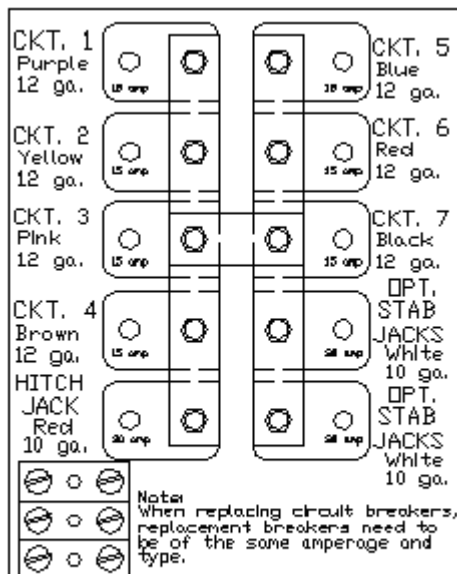 CKT. 1
Purple
12 ga.
15 amp
CKT. 2
Yellow
12 ga.
15 amp
CKT. 3
Pink
12 ga.
15 amp
CKT. 4
Brown
12 ga.
15 amp
HITCH
JACK
Red
10 ga.
30 amp
CKT. 5
Blue
12 ga.
CKT. 6
Red
12 ga.
15 amp
CKT. 7
Black
12 ga.
15 amp
OPT.
STAB
JACKS
White
10 ga.
OPT.
STAB
JACKS
White
10 ga.
Note:
When replacing circuit breakers,
replacement breakers need to
be of the same amperage and
type.